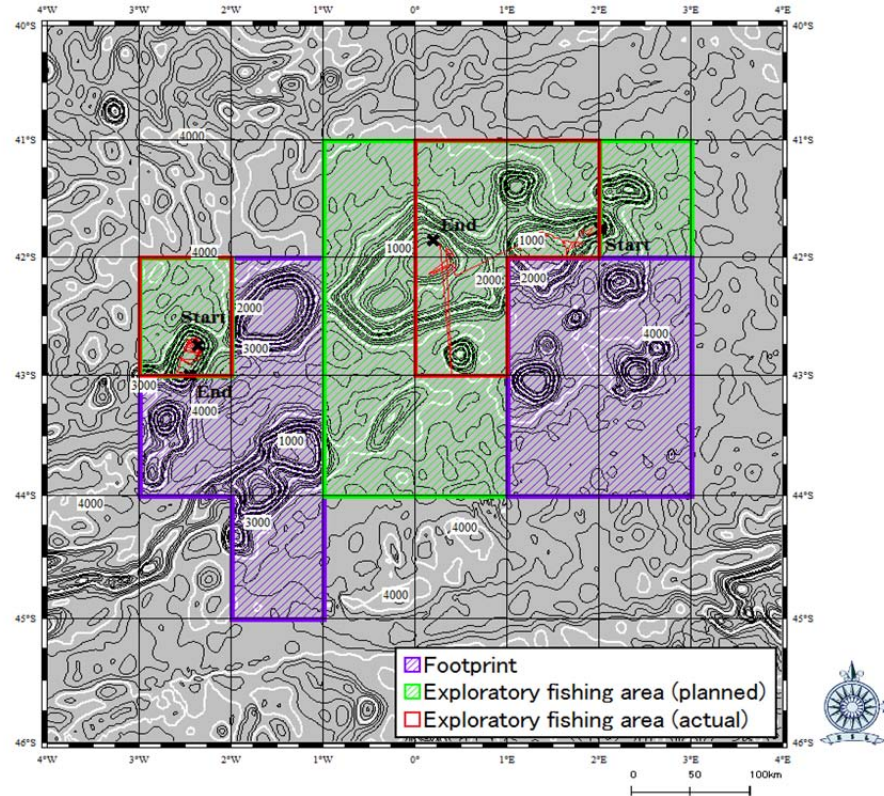 4°W 3°W 2°W 1°W 0° 1°E 2°E 3°E 4°E
40°S 40°S
4000
41°S 41°S
End
1000 1000
Start
42°S 4000 42°S
2000 2000 2000
Start
3000 4000
43°S 3000 43°S
End
4000
1000
44°S 44°S
4000
3000 4000
4000
45°S 45°S
Footprint
Exploratory fishing area (planned)
Exploratory fishing area (actual)
46°S 46°S
4°W 3°W 2°W 1°W 0° 1°E 2°E 3°E 4°E
0 50 100km